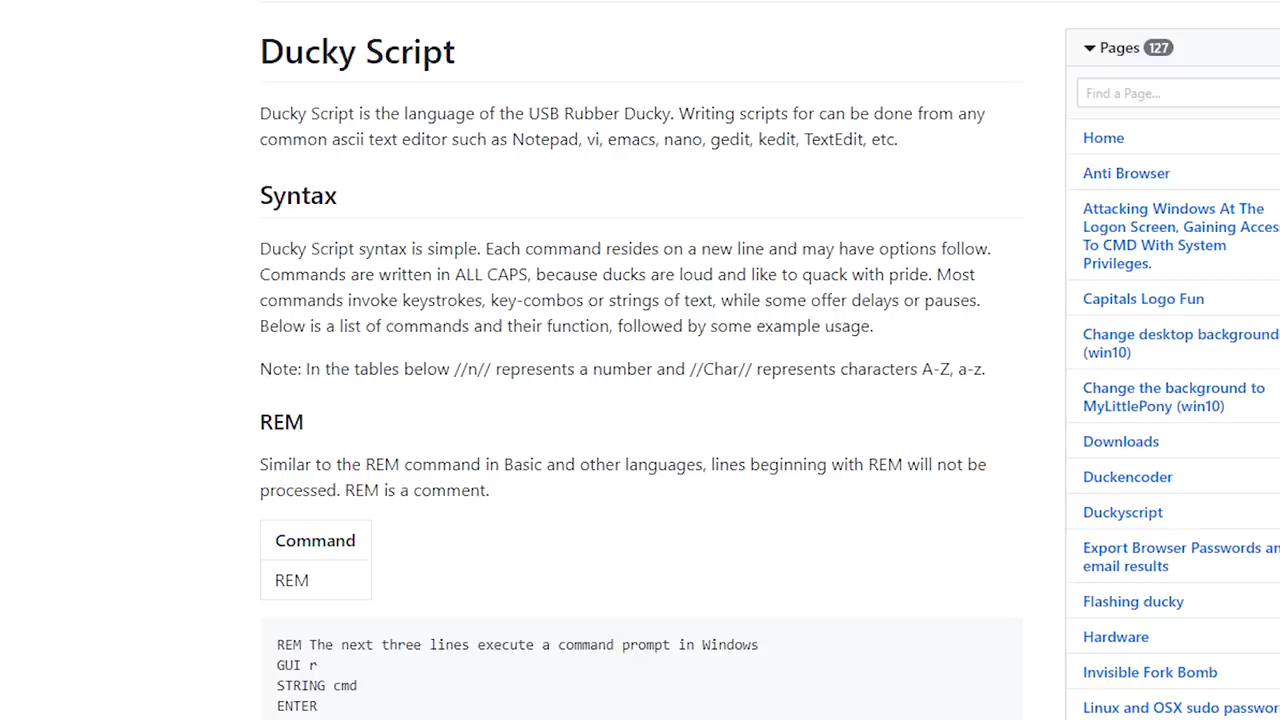 Ducky Script
Ducky Script is the language of the USB Rubber Ducky. Writing scripts for can be done from any
common ascii text editor such as Notepad, vi, emacs, nano, gedit, kedit, TextEdit, etc.
Syntax
Ducky Script syntax is simple. Each command resides on a new line and may have options follow.
Commands are written in ALL CAPS, because ducks are loud and like to quack with pride. Most
commands invoke keystrokes, key-combos or strings of text, while some offer delays or pauses.
Below is a list of commands and their function, followed by some example usage.
Note: In the tables below //n// represents a number and //Char// represents characters A-Z, a-z.
REM
Similar to the REM command in Basic and other languages, lines beginning with REM will not be
processed. REM is a comment.
Command
REM
REM The next three lines execute a command prompt in Windows
GUI r
STRING cmd
ENTER
Pages 127
Find a Page...
Home
Anti Browser
Attacking Windows At The
Logon Screen, Gaining Acces
To CMD With System
Privileges.
Capitals Logo Fun
Change desktop background
(win10)
Change the background to
MyLittlePony (win10)
Downloads
Duckencoder
Duckyscript
Export Browser Passwords an
email results
Flashing ducky
Hardware
Invisible Fork Bomb
Linux and OSX sudo passwor